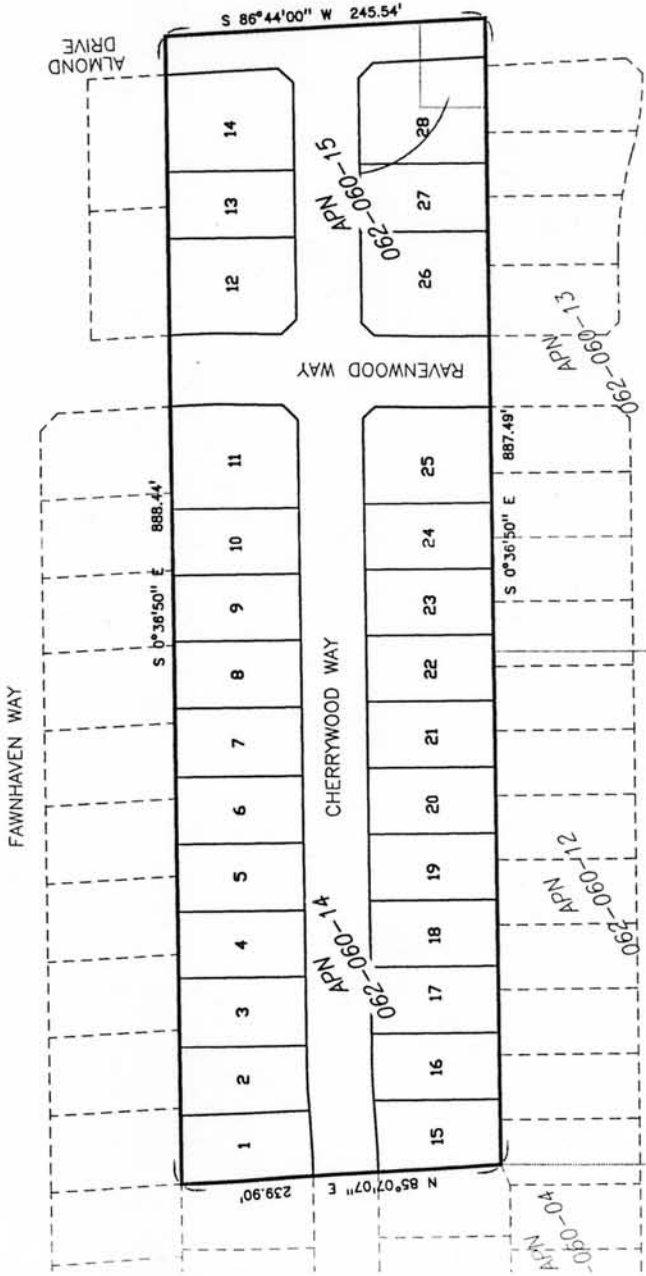 S 86°44'00" W 245.54'
ALMOND
DRIVE
14
13
12
28
27
26
APN
062-060-15
RAVENWOOD WAY
APN
062-060-13
FAWNHAVEN WAY
S 0°36'50" E 888.44'
11
10
9
8
7
6
5
4
3
2
1
CHERRYWOOD WAY
APN
062-060-14
25
24
23
22
21
20
19
18
17
16
15
S 0°36'50" E 887.49'
APN
062-060-12
N 85°07'07" E 239.90'
APN
-060-04